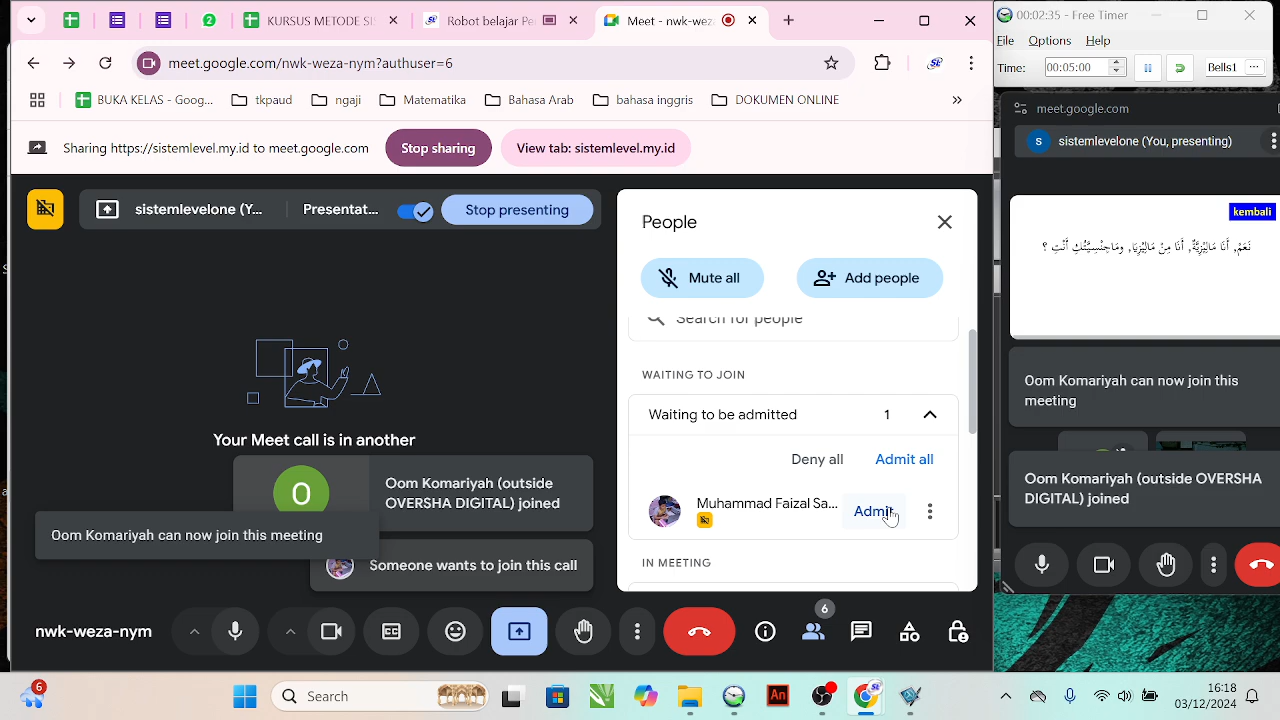 2
KURSUS METODE SI
Robot belajar Pe
Meet - nwk-wez
00:02:35 - Free Timer
File Options Help
meet.google.com/nwk-weza-nym?authuser=6
Time: 00:05:00 Bells1 ...
BUKA KELAS - Goog...
tkpaud
ngaji
Matematika
Bahasa Arab
bahasa inggris
DOKUMEN ONLINE
meet.google.com
Sharing https://sistemlevel.my.id to meet.google.com
Stop sharing
View tab: sistemlevel.my.id
S sistemlevelone (You, presenting)
sistemlevelone (Y...
Presentat...
Stop presenting
People
kembali
نَعَمْ, أَنَا مَالِيْزِيَّةٌ, أَنَا مِنْ مَالِيْزِيَا, وَمَاجِنْسِيَّتُكِ أَنْتِ ؟
Mute all
Add people
Search for people
WAITING TO JOIN
Waiting to be admitted 1
Deny all
Admit all
Muhammad Faizal Sa...
Admit
IN MEETING
Your Meet call is in another
O
Oom Komariyah (outside
OVERSHA DIGITAL) joined
Oom Komariyah can now join this meeting
Someone wants to join this call
Oom Komariyah can now join this
meeting
Oom Komariyah (outside OVERSHA
DIGITAL) joined
nwk-weza-nym
6
6
Search
An
16:18
03/12/2024